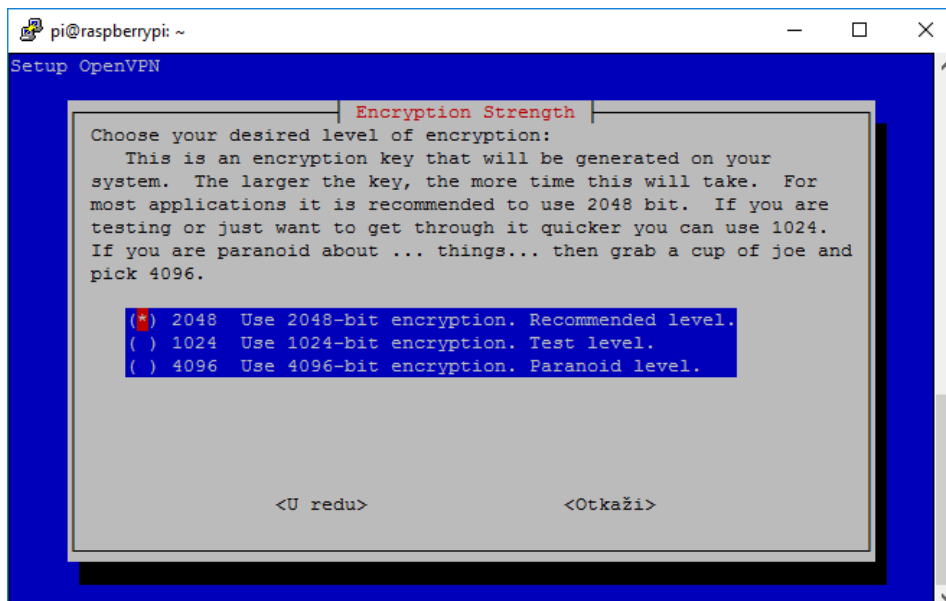 pi@raspberrypi: ~
Setup OpenVPN
Encryption Strength
Choose your desired level of encryption:
This is an encryption key that will be generated on your
system.  The larger the key, the more time this will take.  For
most applications it is recommended to use 2048 bit.  If you are
testing or just want to get through it quicker you can use 1024.
If you are paranoid about ... things... then grab a cup of joe and
pick 4096.
(*) 2048  Use 2048-bit encryption. Recommended level.
( ) 1024  Use 1024-bit encryption. Test level.
( ) 4096  Use 4096-bit encryption. Paranoid level.
<U redu> <Otkaži>